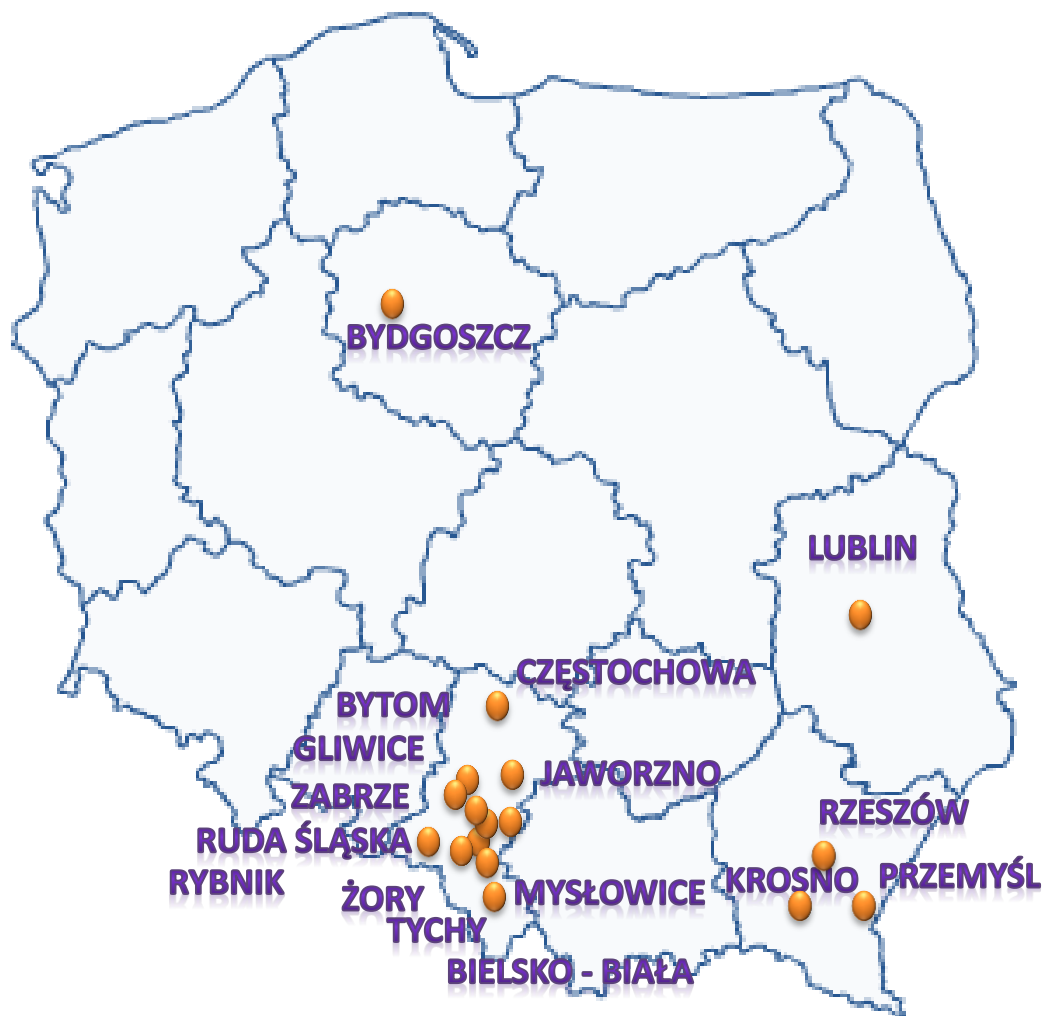 BYDGOSZCZ
LUBLIN
CZĘSTOCHOWA
BYTOM
GLIWICE
JAWORZNO
ZABRZE
RZESZÓW
RUDA ŚLĄSKA
RYBNIK
KROSNO
PRZEMYŚL
ŻORY
MYSŁOWICE
TYCHY
BIELSKO - BIAŁA